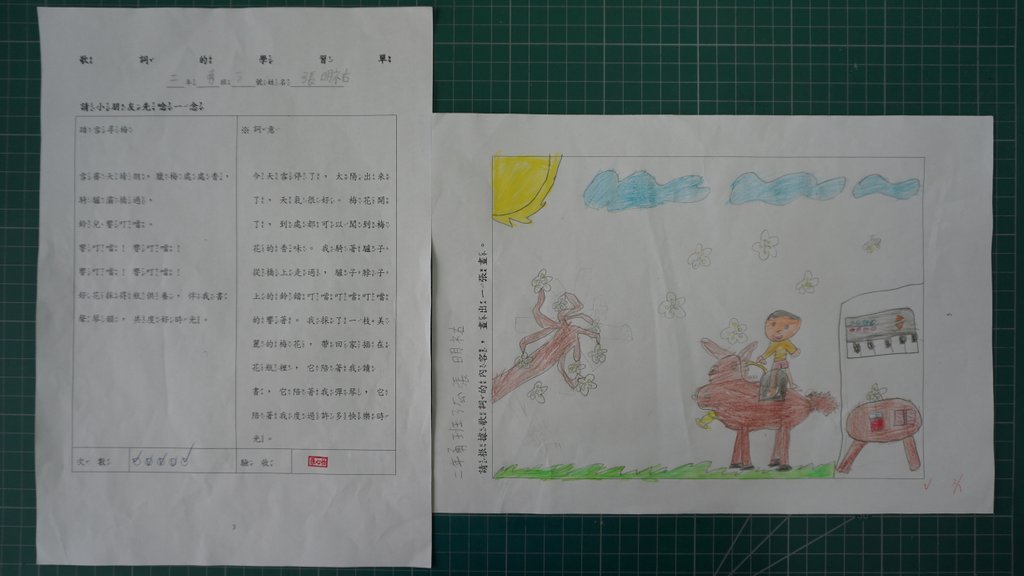 歌詞的學習單
二年勇班3號姓名張明祐
請小朋友先唸一念
踏雪尋梅
雪霽天晴朗，臘梅處處香，
騎驢灞橋過，
鈴兒響叮噹。
響叮噹！響叮噹！
響叮噹！響叮噹！
好花採得瓶供養，伴我書
聲琴韻，共度好時光。
※詞意
今天雪停了，太陽出來
了，天氣很好。梅花開
了，到處都可以聞到梅
花的香味。我騎著驢子，
從橋上走過，驢子脖子
上的鈴鐺叮噹叮噹叮噹
的響著。我採了一枝美
麗的梅花，帶回家插在
花瓶裡，它陪著我讀
書，它陪著我彈琴，它
陪著我度過許多快樂時
光。
次數
驗收
二年勇班3張明祐
請根據歌詞的內容，畫出一張畫。